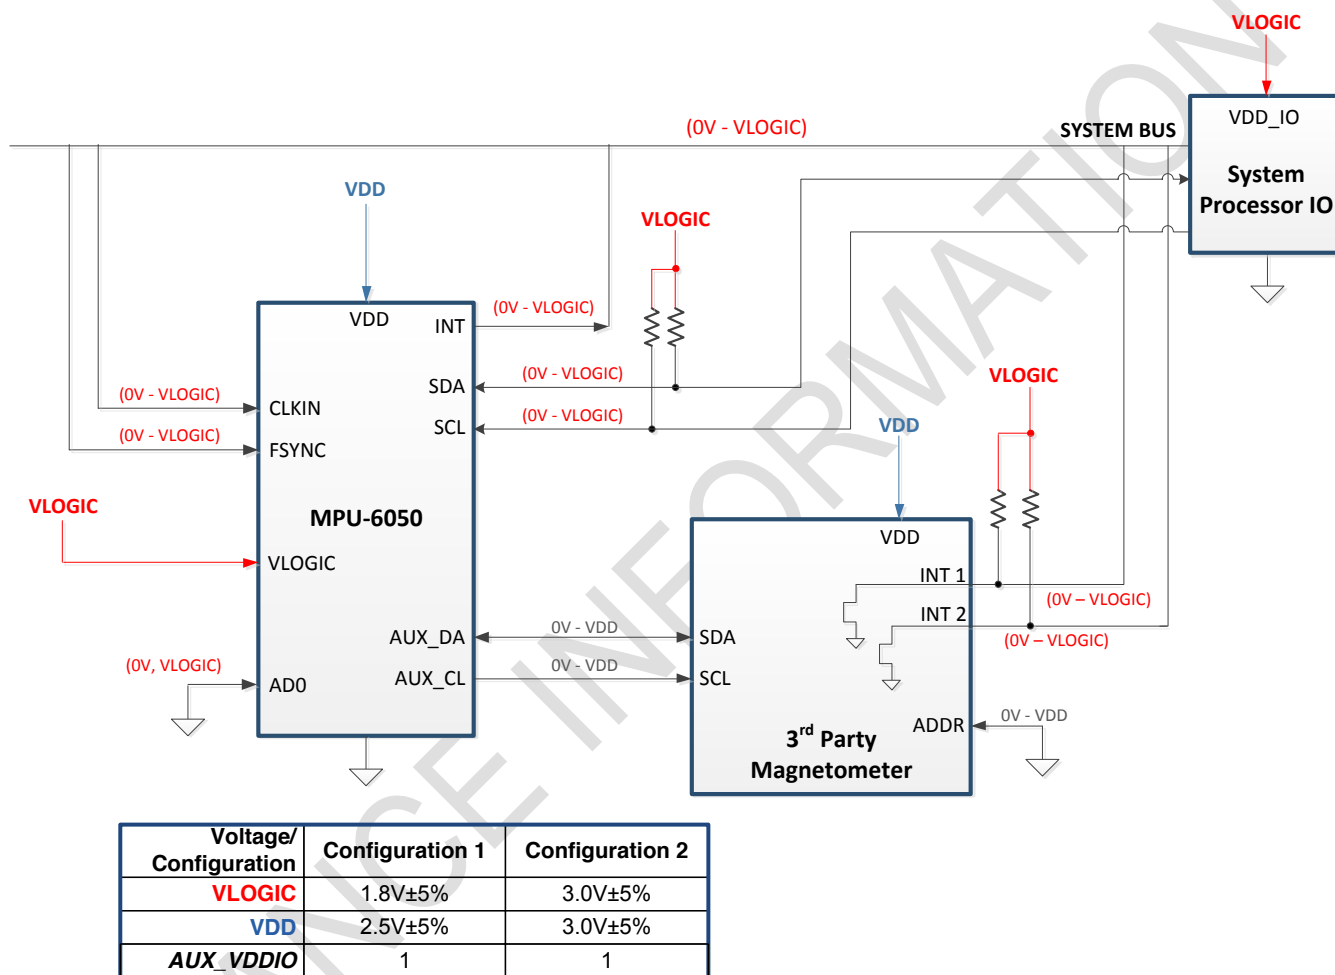 VLOGIC
(0V - VLOGIC)
SYSTEM BUS
VDD_IO
System
Processor IO
VDD
VLOGIC
(0V - VLOGIC)
VDD
INT
(0V - VLOGIC)
SDA
(0V - VLOGIC)
CLKIN
(0V - VLOGIC)
SCL
(0V - VLOGIC)
FSYNC
VLOGIC
VDD
VLOGIC
MPU-6050
VLOGIC
VDD
INT 1
(0V – VLOGIC)
INT 2
(0V – VLOGIC)
AUX_DA
0V - VDD
SDA
(0V, VLOGIC)
AD0
AUX_CL
0V - VDD
SCL
ADDR
0V - VDD
3rd Party
Magnetometer
Voltage/
Configuration
Configuration 1
Configuration 2
VLOGIC
1.8V±5%
3.0V±5%
VDD
2.5V±5%
3.0V±5%
AUX_VDDIO
1
1
ANCE INFORMATION